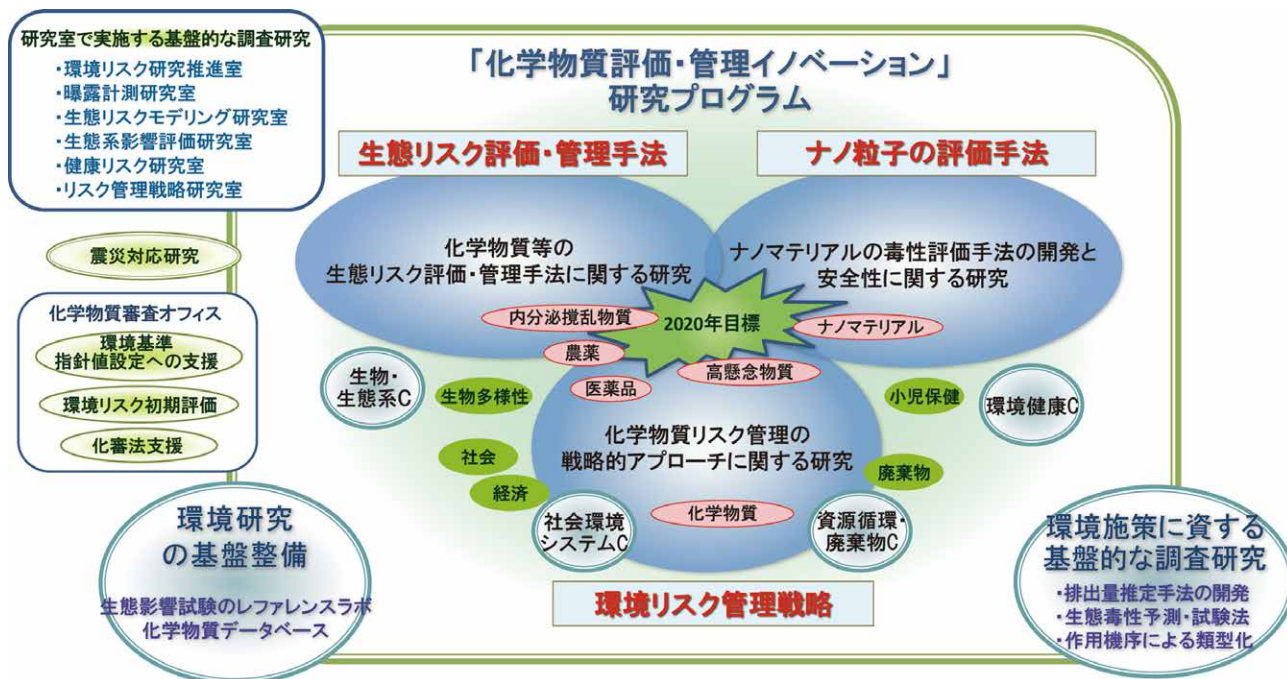 研究室で実施する基盤的な調査研究
・環境リスク研究推進室
・曝露計測研究室
・生態リスクモデリング研究室
・生態系影響評価研究室
・健康リスク研究室
・リスク管理戦略研究室
震災対応研究
化学物質審査オフィス
環境基準
指針値設定への支援
環境リスク初期評価
化審法支援
環境研究
の基盤整備
生態影響試験のレファレンスラボ
化学物質データベース
「化学物質評価・管理イノベーション」
研究プログラム
生態リスク評価・管理手法
ナノ粒子の評価手法
化学物質等の
生態リスク評価・管理手法に関する研究
ナノマテリアルの毒性評価手法の開発と
安全性に関する研究
内分泌攪乱物質
2020年目標
ナノマテリアル
農薬
医薬品
高懸念物質
生物・
生態系C
生物多様性
小児保健
環境健康C
化学物質リスク管理の
戦略的アプローチに関する研究
社会
経済
廃棄物
化学物質
社会環境
システムC
資源循環・
廃棄物C
環境リスク管理戦略
環境施策に資する
基盤的な調査研究
・排出量推定手法の開発
・生態毒性予測・試験法
・作用機序による類型化